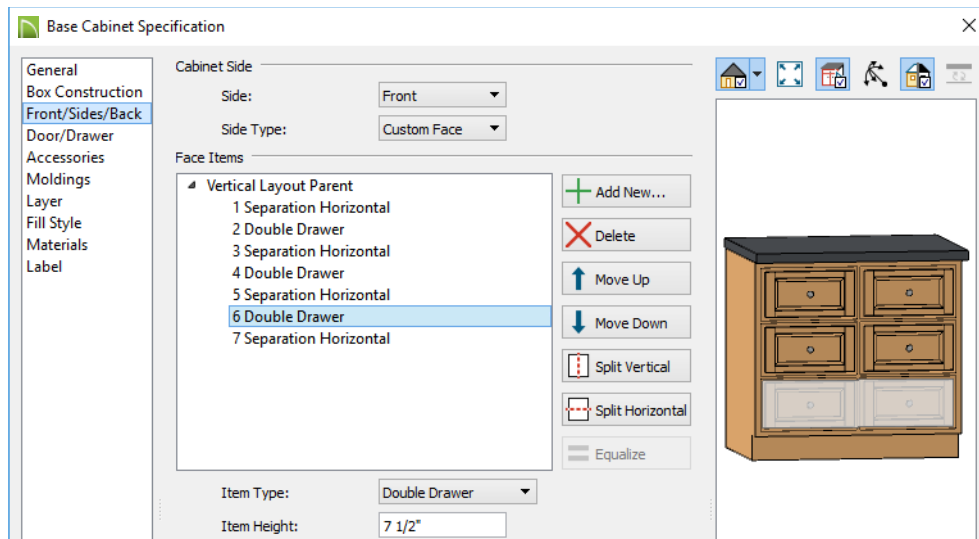 Base Cabinet Specification
General
Box Construction
Front/Sides/Back
Door/Drawer
Accessories
Moldings
Layer
Fill Style
Materials
Label
Cabinet Side
Side:
Front
Side Type:
Custom Face
Face Items
Vertical Layout Parent
1 Separation Horizontal
2 Double Drawer
3 Separation Horizontal
4 Double Drawer
5 Separation Horizontal
6 Double Drawer
7 Separation Horizontal
Add New...
Delete
Move Up
Move Down
Split Vertical
Split Horizontal
Equalize
Item Type:
Double Drawer
Item Height:
7 1/2"